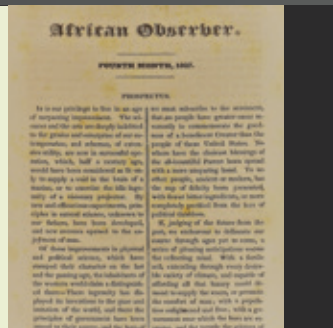 African Observer.
FOURTH MONTH, 1827.
PROSPECTUS.
It is our privilege to live in an age
of surpassing improvement. The sci-
ences and the arts are deeply indebted
to the genius and enterprise of our co-
temporaries, and schemes, of exten-
sive utility, are now in successful ope-
ration, which, half a century ago,
would have been considered as fit on-
ly to supply a void in the brain of a
maniac, or to exercise the idle inge-
nuity of a visionary projector. By
new and efficacious experiments, prin-
ciples in natural science, unknown to
our fathers, have been developed,
and new avenues opened to the en-
joyment of man.
Of these improvements in physical
and political science, which have
stamped their character on the last
and the passing age, the inhabitants of
the western world claim a distinguish-
ed share. Their ingenuity has dis-
played its inventions to the gaze and
imitation of the world, and there the
principles of government have been
we must subscribe to the sentiment,
that no people have greater cause in-
cessantly to commemorate the good-
ness of a beneficent Creator than the
people of these United States. No
where have the choicest blessings of
the all-bountiful Parent been spread
with a more unsparing hand. To no
other people, ancient or modern, has
the cup of felicity been presented,
with fewer bitter ingredients, or more
completely purified from the lees of
political thraldom.
If, judging of the future from the
past, we endeavour to delineate our
course through ages yet to come, a
series of pleasing anticipations enters
the reflecting mind. With a fertile
soil, extending through every desira-
ble variety of climate, and capable of
affording all that luxury could de-
mand to supply the wants, or promote
the comfort of man; with a popula-
tion enlightened and free; with a go-
vernment over which the laws are su-